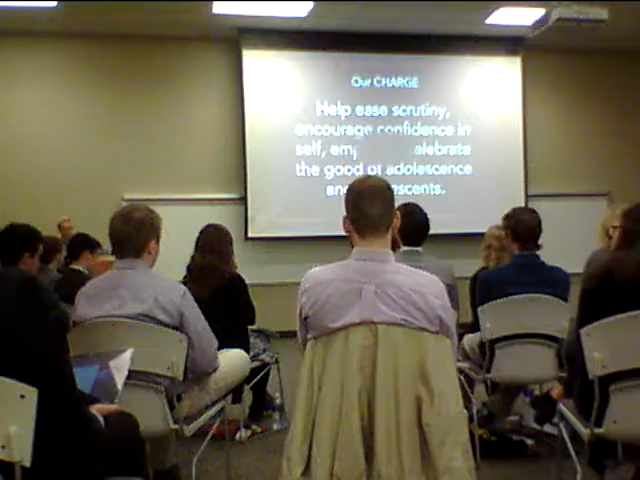 Our CHARGE
Help ease scrutiny,
encourage confidence in
self,
the good of adolescence